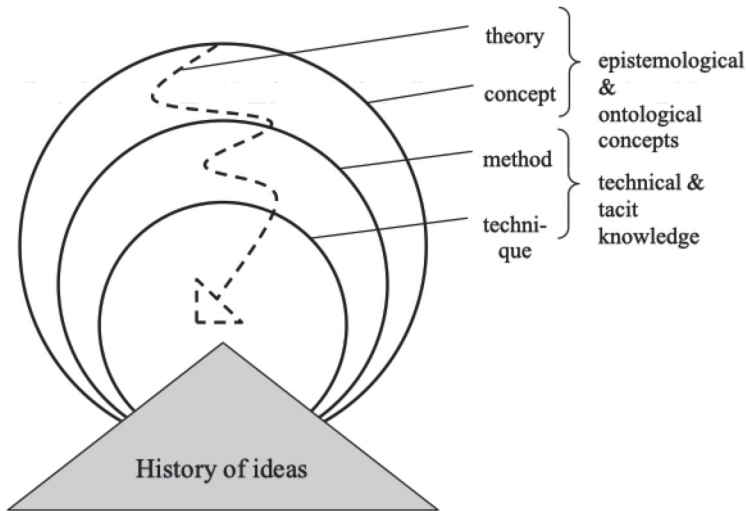 theory
concept
epistemological
&
ontological
concepts
method
techni-
que
technical &
tacit
knowledge
History of ideas